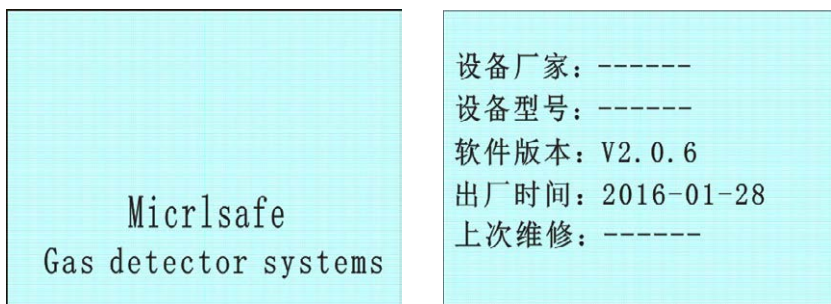 Micrlsafe
Gas detector systems
设备厂家：------
设备型号：------
软件版本：V2.0.6
出厂时间：2016-01-28
上次维修：------